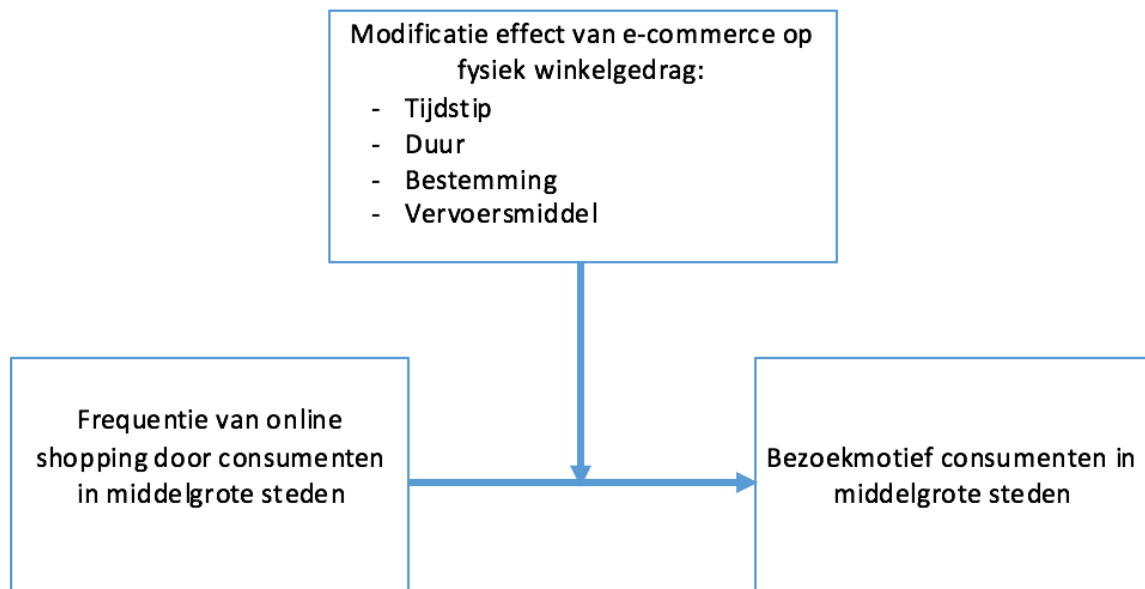 Modificatie effect van e-commerce op
fysiek winkelgedrag:
- Tijdstip
- Duur
- Bestemming
- Vervoersmiddel
Frequentie van online
shopping door consumenten
in middelgrote steden
Bezoekmotief consumenten in
middelgrote steden